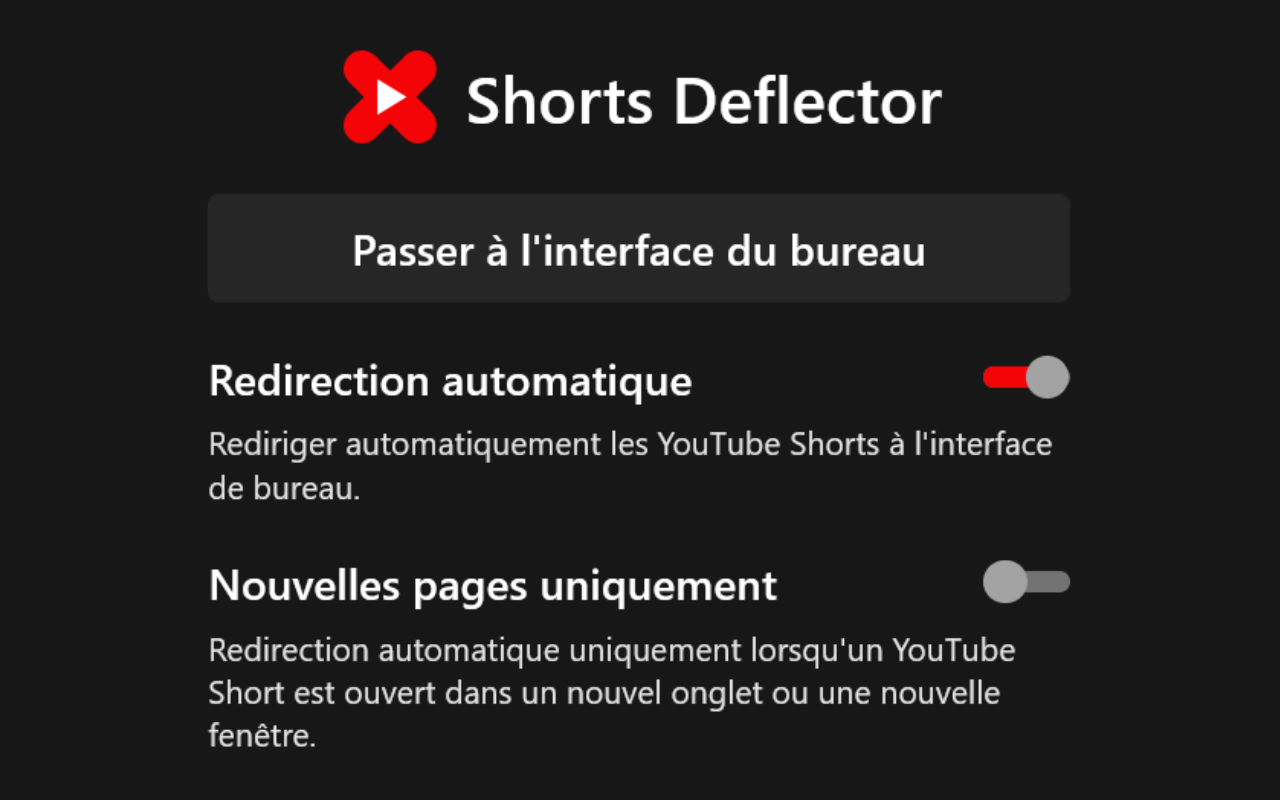 Shorts Deflector
Passer à l'interface du bureau
Redirection automatique
Rediriger automatiquement les YouTube Shorts à l'interface
de bureau.
Nouvelles pages uniquement
Redirection automatique uniquement lorsqu'un YouTube
Short est ouvert dans un nouvel onglet ou une nouvelle
fenêtre.